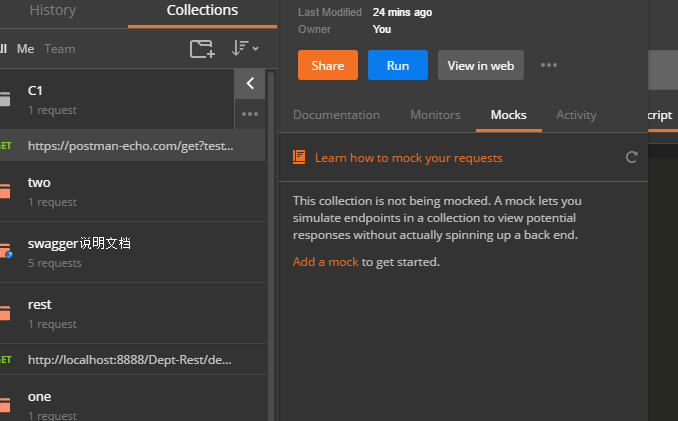 History Collections
All Me Team
C1
1 request
GET https://postman-echo.com/get?test...
two
1 request
swagger说明文档
5 requests
rest
1 request
GET http://localhost:8888/Dept-Rest/de...
one
1 request
Last Modified 24 mins ago
Owner You
Share Run View in web
Documentation Monitors Mocks Activity
Learn how to mock your requests
This collection is not being mocked. A mock lets you
simulate endpoints in a collection to view potential
responses without actually spinning up a back end.
Add a mock to get started.
cript